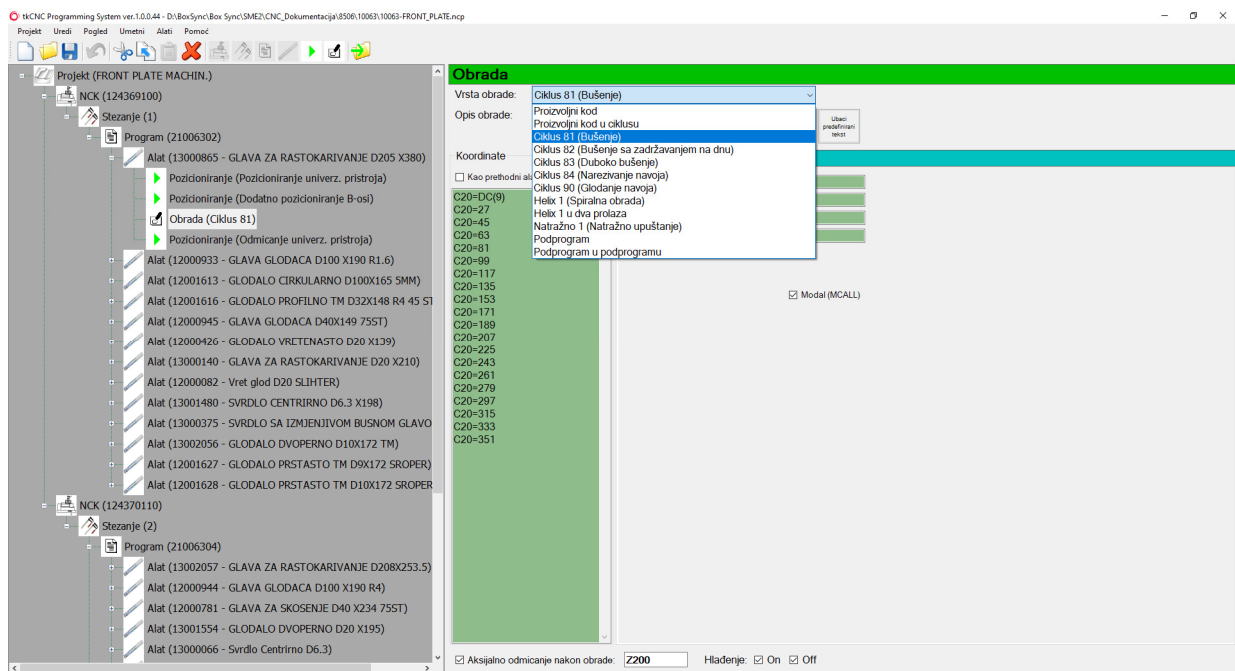 tkCNC Programming System ver.1.0.0.44 - D:\BoxSync\Box Sync\SME2\CNC_Dokumentacija\8506\10063\10063-FRONT_PLATE.ncp
Projekt Uredi Pogled Umetni Alati Pomoć
Projekt (FRONT PLATE MACHIN.)
NCK (124369100)
Stezanje (1)
Program (21006302)
Alat (13000865 - GLAVA ZA RASTOKARIVANJE D205 X380)
Pozicioniranje (Pozicioniranje univerz. pristroja)
Pozicioniranje (Dodatno pozicioniranje B-osi)
Obrada (Ciklus 81)
Pozicioniranje (Odmicanje univerz. pristroja)
Alat (12000933 - GLAVA GLODACA D100 X190 R1.6)
Alat (12001613 - GLODALO CIRKULARNO D100X165 5MM)
Alat (12001616 - GLODALO PROFILNO TM D32X148 R4 45 ST
Alat (12000945 - GLAVA GLODACA D40X149 75ST)
Alat (12000426 - GLODALO VRETENASTO D20 X139)
Alat (13000140 - GLAVA ZA RASTOKARIVANJE D20 X210)
Alat (12000082 - Vret glod D20 SLIHTER)
Alat (13001480 - SVRDLO CENTRIRNO D6.3 X198)
Alat (13000375 - SVRDLO SA IZMJENJIVOM BUSNOM GLAVO
Alat (13002056 - GLODALO DVOPERNO D10X172 TM)
Alat (12001627 - GLODALO PRSTASTO TM D9X172 SROPER)
Alat (12001628 - GLODALO PRSTASTO TM D10X172 SROPER
NCK (124370110)
Stezanje (2)
Program (21006304)
Alat (13002057 - GLAVA ZA RASTOKARIVANJE D208X253.5)
Alat (12000944 - GLAVA GLODACA D100 X190 R4)
Alat (12000781 - GLAVA ZA SKOSENJE D40 X234 75ST)
Alat (13001554 - GLODALO DVOPERNO D20 X195)
Alat (13000066 - Svrdlo Centrirno D6.3)
Obrada
Vrsta obrade: Ciklus 81 (Bušenje)
Opis obrade:
Proizvoljni kod
Proizvoljni kod u ciklusu
Ciklus 81 (Bušenje)
Ciklus 82 (Bušenje sa zadržavanjem na dnu)
Ciklus 83 (Duboko bušenje)
Ciklus 84 (Narezivanje navoja)
Ciklus 90 (Glodanje navoja)
Helix 1 (Spiralna obrada)
Helix 1 u dva prolaza
Natražno 1 (Natražno upuštanje)
Podprogram
Podprogram u podprogramu
Ubaci
predefinirani
tekst
Koordinate
Kao prethodni al
C20=DC(9)
C20=27
C20=45
C20=63
C20=81
C20=99
C20=117
C20=135
C20=153
C20=171
C20=189
C20=207
C20=225
C20=243
C20=261
C20=279
C20=297
C20=315
C20=333
C20=351
Modal (MCALL)
Aksijalno odmicanje nakon obrade: Z200 Hlađenje: On Off